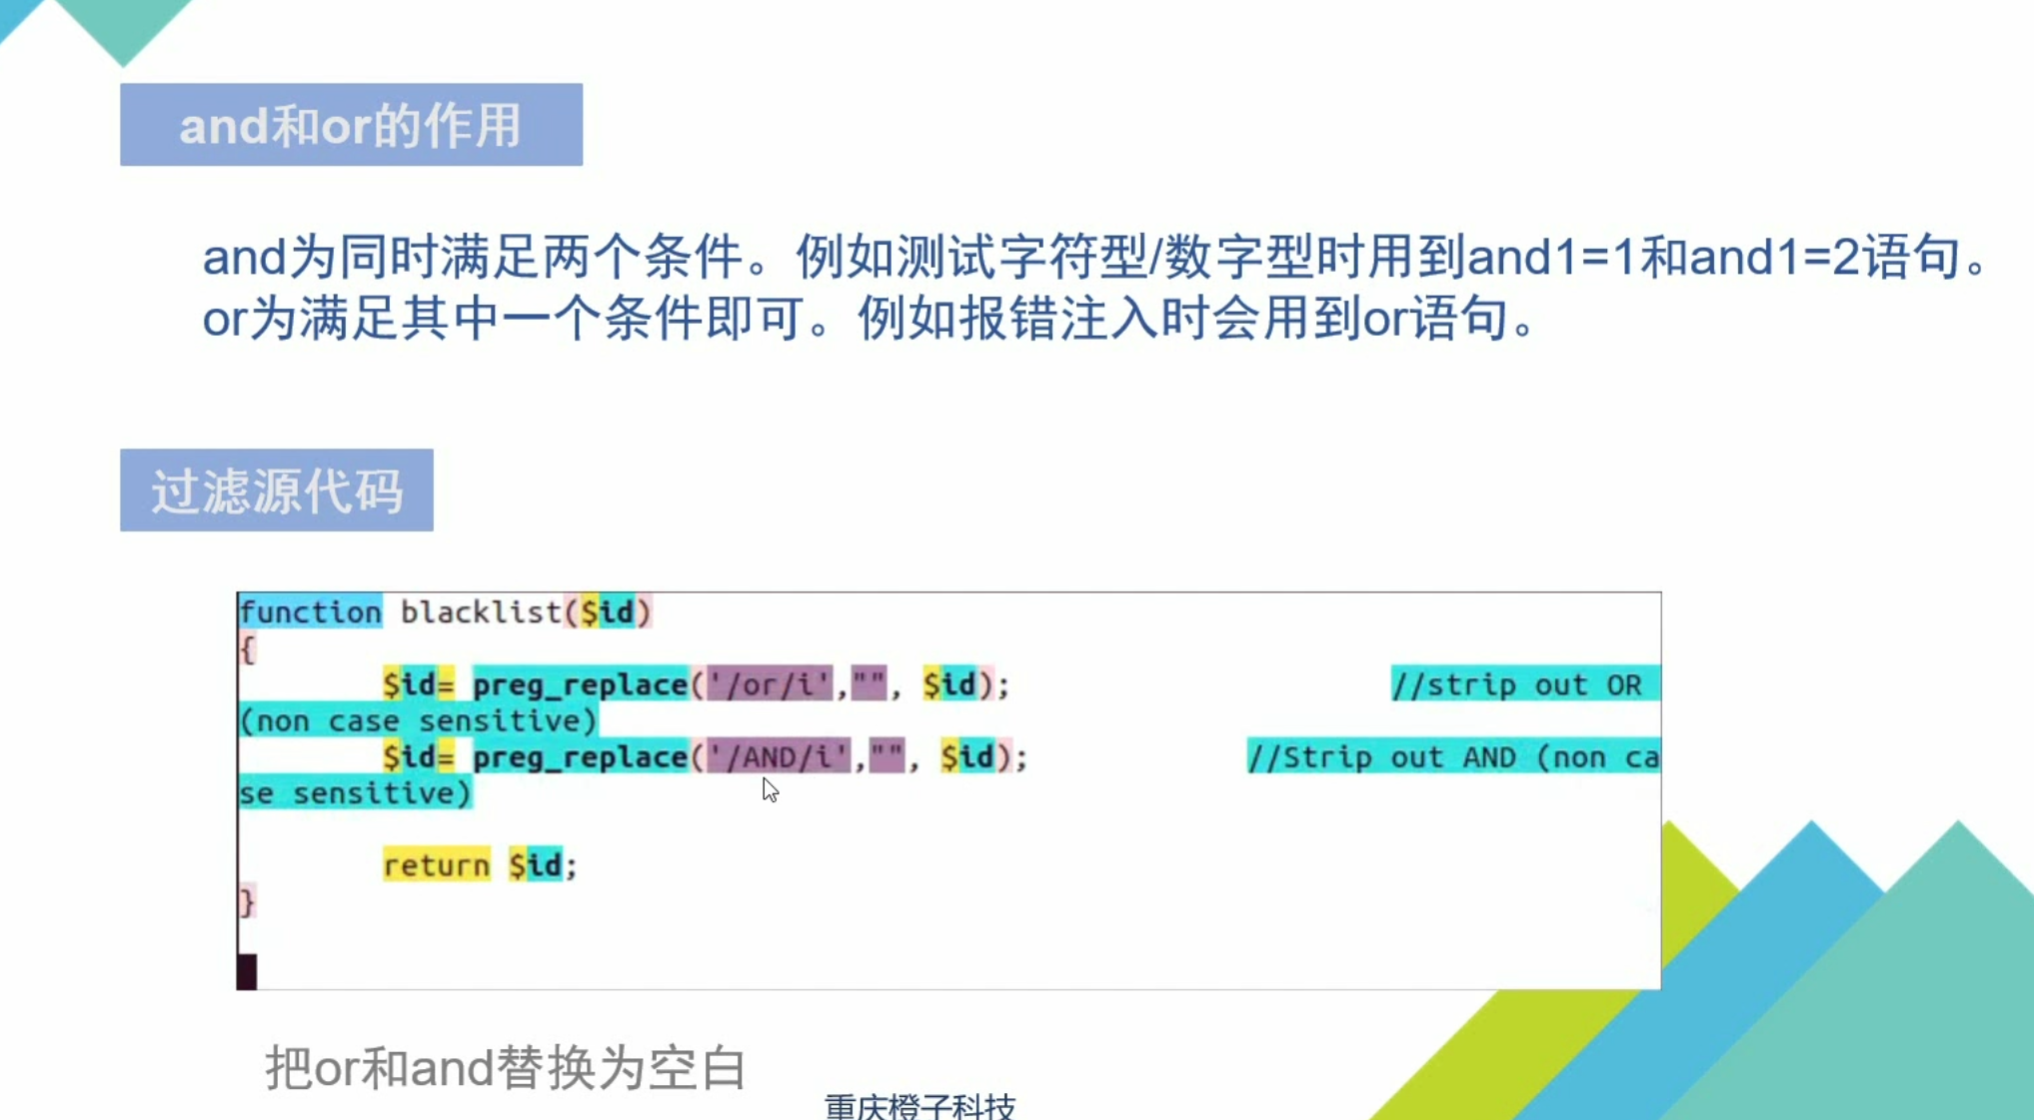 and和or的作用
and为同时满足两个条件。例如测试字符型/数字型时用到and1=1和and1=2语句。
or为满足其中一个条件即可。例如报错注入时会用到or语句。
过滤源代码
function blacklist($id)
{
$id= preg_replace('/or/i',"", $id); //strip out OR
(non case sensitive)
$id= preg_replace('/AND/i',"", $id); //Strip out AND (non ca
se sensitive)
return $id;
}
把or和and替换为空白
重庆橙子科技